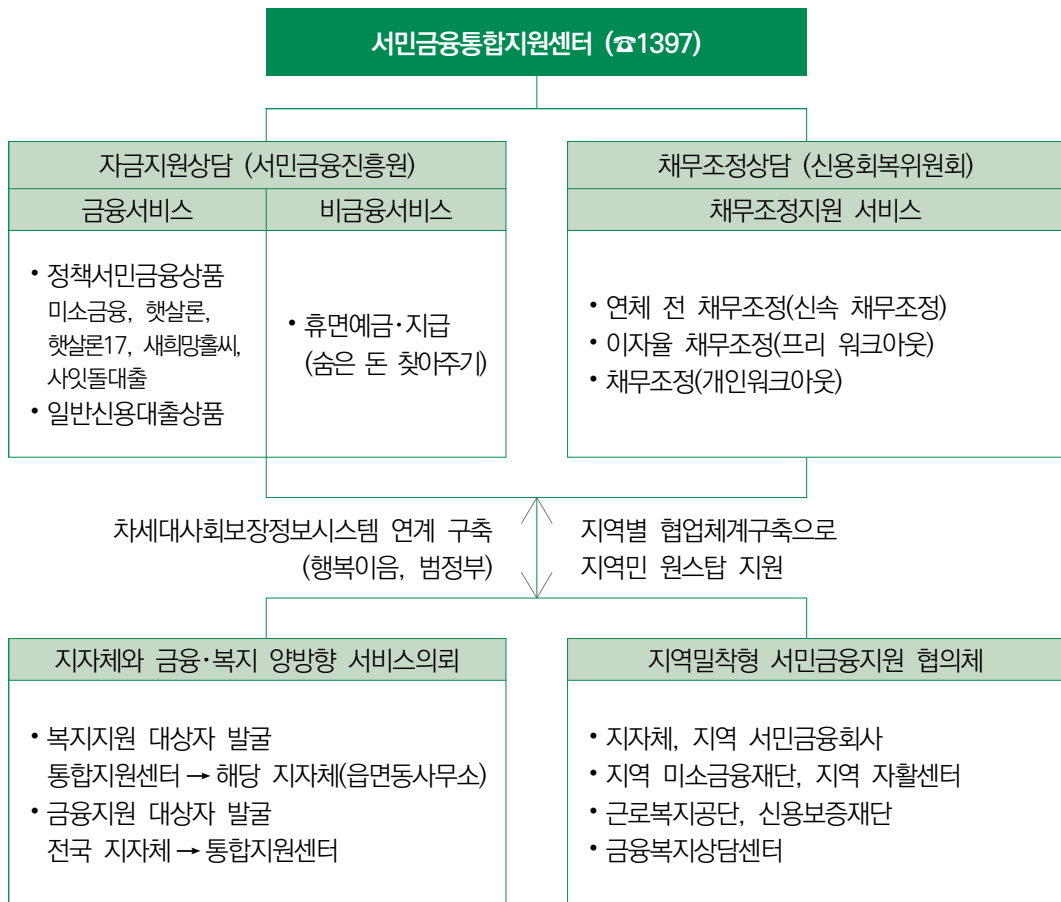 서민금융통합지원센터 (☎1397)
자금지원상담 (서민금융진흥원)
금융서비스
비금융서비스
• 정책서민금융상품
미소금융, 햇살론,
햇살론17, 새희망홀씨,
사잇돌대출
• 일반신용대출상품
• 휴면예금·지급
(숨은 돈 찾아주기)
채무조정상담 (신용회복위원회)
채무조정지원 서비스
• 연체 전 채무조정(신속 채무조정)
• 이자율 채무조정(프리 워크아웃)
• 채무조정(개인워크아웃)
차세대사회보장정보시스템 연계 구축
(행복이음, 범정부)
지역별 협업체계구축으로
지역민 원스탑 지원
지자체와 금융·복지 양방향 서비스의뢰
• 복지지원 대상자 발굴
통합지원센터 → 해당 지자체(읍면동사무소)
• 금융지원 대상자 발굴
전국 지자체 → 통합지원센터
지역밀착형 서민금융지원 협의체
• 지자체, 지역 서민금융회사
• 지역 미소금융재단, 지역 자활센터
• 근로복지공단, 신용보증재단
• 금융복지상담센터